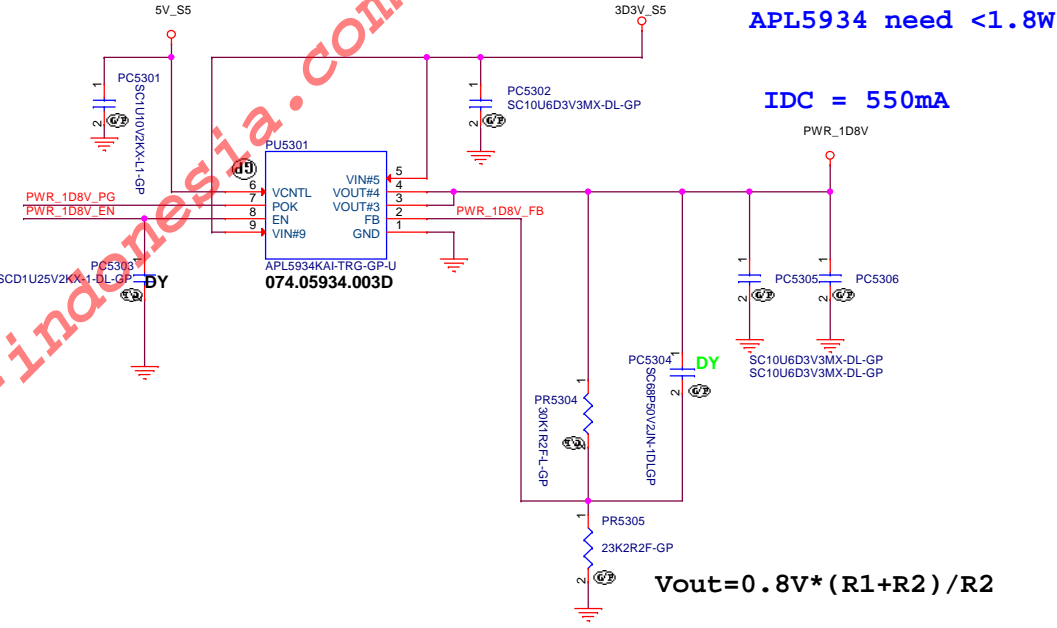 5V_S5
3D3V_S5
APL5934 need <1.8W
PC5301
SC1U10V2KX-L1-GP
PC5302
SC10U6D3V3MX-DL-GP
IDC = 550mA
PWR_1D8V
PU5301
6 VCNTL
7 POK
8 EN
9 VIN#9
VIN#5 5
VOUT#4 4
VOUT#3 3
FB 2
GND 1
PWR_1D8V_PG
PWR_1D8V_EN
PWR_1D8V_FB
APL5934KAI-TRG-GP-U
074.05934.003D
PC5303
SCD1U25V2KX-1-DL-GP
DY
PC5305
PC5306
SC10U6D3V3MX-DL-GP
SC10U6D3V3MX-DL-GP
PC5304
DY
SC68P50V2JN-1DLGP
PR5304
30K1R2F-L-GP
PR5305
23K2R2F-GP
Vout=0.8V*(R1+R2)/R2
indonesia.com